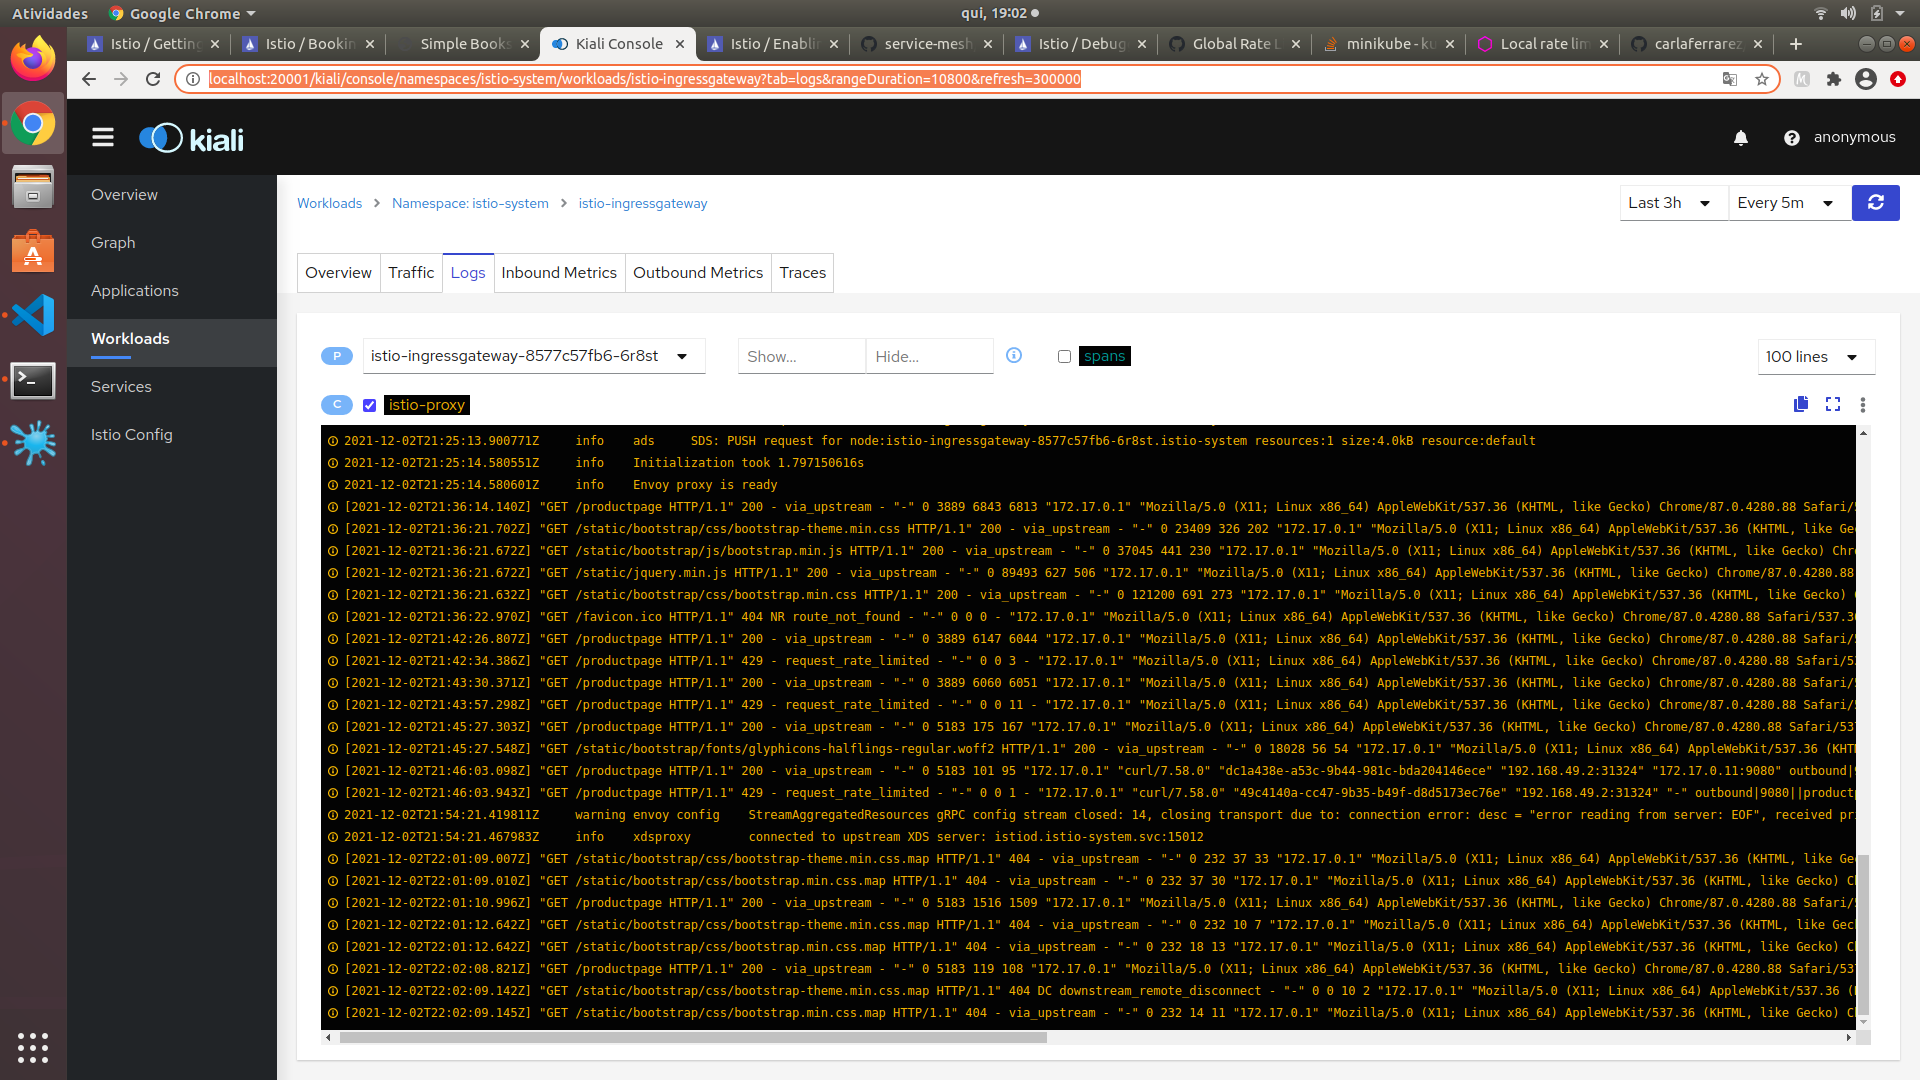 Atividades
Google Chrome
qui, 19:02
Istio / Getting
Istio / Bookin
Simple Books
Kiali Console
Istio / Enablin
service-mesh
Istio / Debug
Global Rate L
minikube - ku
Local rate lim
carlaferrarez
localhost:20001/kiali/console/namespaces/istio-system/workloads/istio-ingressgateway?tab=logs&rangeDuration=10800&refresh=300000
kiali
anonymous
Overview
Graph
Applications
Workloads
Services
Istio Config
Workloads > Namespace: istio-system > istio-ingressgateway
Last 3h
Every 5m
Overview Traffic Logs Inbound Metrics Outbound Metrics Traces
P istio-ingressgateway-8577c57fb6-6r8st Show... Hide... spans 100 lines
C istio-proxy
2021-12-02T21:25:13.900771Z info ads SDS: PUSH request for node:istio-ingressgateway-8577c57fb6-6r8st.istio-system resources:1 size:4.0kB resource:default
2021-12-02T21:25:14.580551Z info Initialization took 1.797150616s
2021-12-02T21:25:14.580601Z info Envoy proxy is ready
[2021-12-02T21:36:14.140Z] "GET /productpage HTTP/1.1" 200 - via_upstream - "-" 0 3889 6843 6813 "172.17.0.1" "Mozilla/5.0 (X11; Linux x86_64) AppleWebKit/537.36 (KHTML, like Gecko) Chrome/87.0.4280.88 Safari/5
[2021-12-02T21:36:21.702Z] "GET /static/bootstrap/css/bootstrap-theme.min.css HTTP/1.1" 200 - via_upstream - "-" 0 23409 326 202 "172.17.0.1" "Mozilla/5.0 (X11; Linux x86_64) AppleWebKit/537.36 (KHTML, like Ge
[2021-12-02T21:36:21.672Z] "GET /static/bootstrap/js/bootstrap.min.js HTTP/1.1" 200 - via_upstream - "-" 0 37045 441 230 "172.17.0.1" "Mozilla/5.0 (X11; Linux x86_64) AppleWebKit/537.36 (KHTML, like Gecko) Chr
[2021-12-02T21:36:21.672Z] "GET /static/jquery.min.js HTTP/1.1" 200 - via_upstream - "-" 0 89493 627 506 "172.17.0.1" "Mozilla/5.0 (X11; Linux x86_64) AppleWebKit/537.36 (KHTML, like Gecko) Chrome/87.0.4280.88
[2021-12-02T21:36:21.632Z] "GET /static/bootstrap/css/bootstrap.min.css HTTP/1.1" 200 - via_upstream - "-" 0 121200 691 273 "172.17.0.1" "Mozilla/5.0 (X11; Linux x86_64) AppleWebKit/537.36 (KHTML, like Gecko)
[2021-12-02T21:36:22.970Z] "GET /favicon.ico HTTP/1.1" 404 NR route_not_found - "-" 0 0 0 - "172.17.0.1" "Mozilla/5.0 (X11; Linux x86_64) AppleWebKit/537.36 (KHTML, like Gecko) Chrome/87.0.4280.88 Safari/537.36
[2021-12-02T21:42:26.807Z] "GET /productpage HTTP/1.1" 200 - via_upstream - "-" 0 3889 6147 6044 "172.17.0.1" "Mozilla/5.0 (X11; Linux x86_64) AppleWebKit/537.36 (KHTML, like Gecko) Chrome/87.0.4280.88 Safari/5
[2021-12-02T21:42:34.386Z] "GET /productpage HTTP/1.1" 429 - request_rate_limited - "-" 0 0 3 - "172.17.0.1" "Mozilla/5.0 (X11; Linux x86_64) AppleWebKit/537.36 (KHTML, like Gecko) Chrome/87.0.4280.88 Safari/53
[2021-12-02T21:43:30.371Z] "GET /productpage HTTP/1.1" 200 - via_upstream - "-" 0 3889 6060 6051 "172.17.0.1" "Mozilla/5.0 (X11; Linux x86_64) AppleWebKit/537.36 (KHTML, like Gecko) Chrome/87.0.4280.88 Safari/5
[2021-12-02T21:43:57.298Z] "GET /productpage HTTP/1.1" 429 - request_rate_limited - "-" 0 0 11 - "172.17.0.1" "Mozilla/5.0 (X11; Linux x86_64) AppleWebKit/537.36 (KHTML, like Gecko) Chrome/87.0.4280.88 Safari/5
[2021-12-02T21:45:27.303Z] "GET /productpage HTTP/1.1" 200 - via_upstream - "-" 0 5183 175 167 "172.17.0.1" "Mozilla/5.0 (X11; Linux x86_64) AppleWebKit/537.36 (KHTML, like Gecko) Chrome/87.0.4280.88 Safari/537
[2021-12-02T21:45:27.548Z] "GET /static/bootstrap/fonts/glyphicons-halflings-regular.woff2 HTTP/1.1" 200 - via_upstream - "-" 0 18028 56 54 "172.17.0.1" "Mozilla/5.0 (X11; Linux x86_64) AppleWebKit/537.36 (KHTM
[2021-12-02T21:46:03.098Z] "GET /productpage HTTP/1.1" 200 - via_upstream - "-" 0 5183 101 95 "172.17.0.1" "curl/7.58.0" "dc1a438e-a53c-9b44-981c-bda204146ece" "192.168.49.2:31324" "172.17.0.11:9080" outbound|9
[2021-12-02T21:46:03.943Z] "GET /productpage HTTP/1.1" 429 - request_rate_limited - "-" 0 0 1 - "172.17.0.1" "curl/7.58.0" "49c4140a-cc47-9b35-b49f-d8d5173ec76e" "192.168.49.2:31324" "-" outbound|9080||productp
2021-12-02T21:54:21.419811Z warning envoy config StreamAggregatedResources gRPC config stream closed: 14, closing transport due to: connection error: desc = "error reading from server: EOF", received pr
2021-12-02T21:54:21.467983Z info xdsproxy connected to upstream XDS server: istiod.istio-system.svc:15012
[2021-12-02T22:01:09.007Z] "GET /static/bootstrap/css/bootstrap-theme.min.css.map HTTP/1.1" 404 - via_upstream - "-" 0 232 37 33 "172.17.0.1" "Mozilla/5.0 (X11; Linux x86_64) AppleWebKit/537.36 (KHTML, like Ge
[2021-12-02T22:01:09.010Z] "GET /static/bootstrap/css/bootstrap.min.css.map HTTP/1.1" 404 - via_upstream - "-" 0 232 37 30 "172.17.0.1" "Mozilla/5.0 (X11; Linux x86_64) AppleWebKit/537.36 (KHTML, like Gecko) C
[2021-12-02T22:01:10.996Z] "GET /productpage HTTP/1.1" 200 - via_upstream - "-" 0 5183 1516 1509 "172.17.0.1" "Mozilla/5.0 (X11; Linux x86_64) AppleWebKit/537.36 (KHTML, like Gecko) Chrome/87.0.4280.88 Safari/5
[2021-12-02T22:01:12.642Z] "GET /static/bootstrap/css/bootstrap-theme.min.css.map HTTP/1.1" 404 - via_upstream - "-" 0 232 10 7 "172.17.0.1" "Mozilla/5.0 (X11; Linux x86_64) AppleWebKit/537.36 (KHTML, like Gec
[2021-12-02T22:01:12.642Z] "GET /static/bootstrap/css/bootstrap.min.css.map HTTP/1.1" 404 - via_upstream - "-" 0 232 18 13 "172.17.0.1" "Mozilla/5.0 (X11; Linux x86_64) AppleWebKit/537.36 (KHTML, like Gecko) C
[2021-12-02T22:02:08.821Z] "GET /productpage HTTP/1.1" 200 - via_upstream - "-" 0 5183 119 108 "172.17.0.1" "Mozilla/5.0 (X11; Linux x86_64) AppleWebKit/537.36 (KHTML, like Gecko) Chrome/87.0.4280.88 Safari/537
[2021-12-02T22:02:09.142Z] "GET /static/bootstrap/css/bootstrap-theme.min.css.map HTTP/1.1" 404 DC downstream_remote_disconnect - "-" 0 0 10 2 "172.17.0.1" "Mozilla/5.0 (X11; Linux x86_64) AppleWebKit/537.36 (
[2021-12-02T22:02:09.145Z] "GET /static/bootstrap/css/bootstrap.min.css.map HTTP/1.1" 404 - via_upstream - "-" 0 232 14 11 "172.17.0.1" "Mozilla/5.0 (X11; Linux x86_64) AppleWebKit/537.36 (KHTML, like Gecko) C